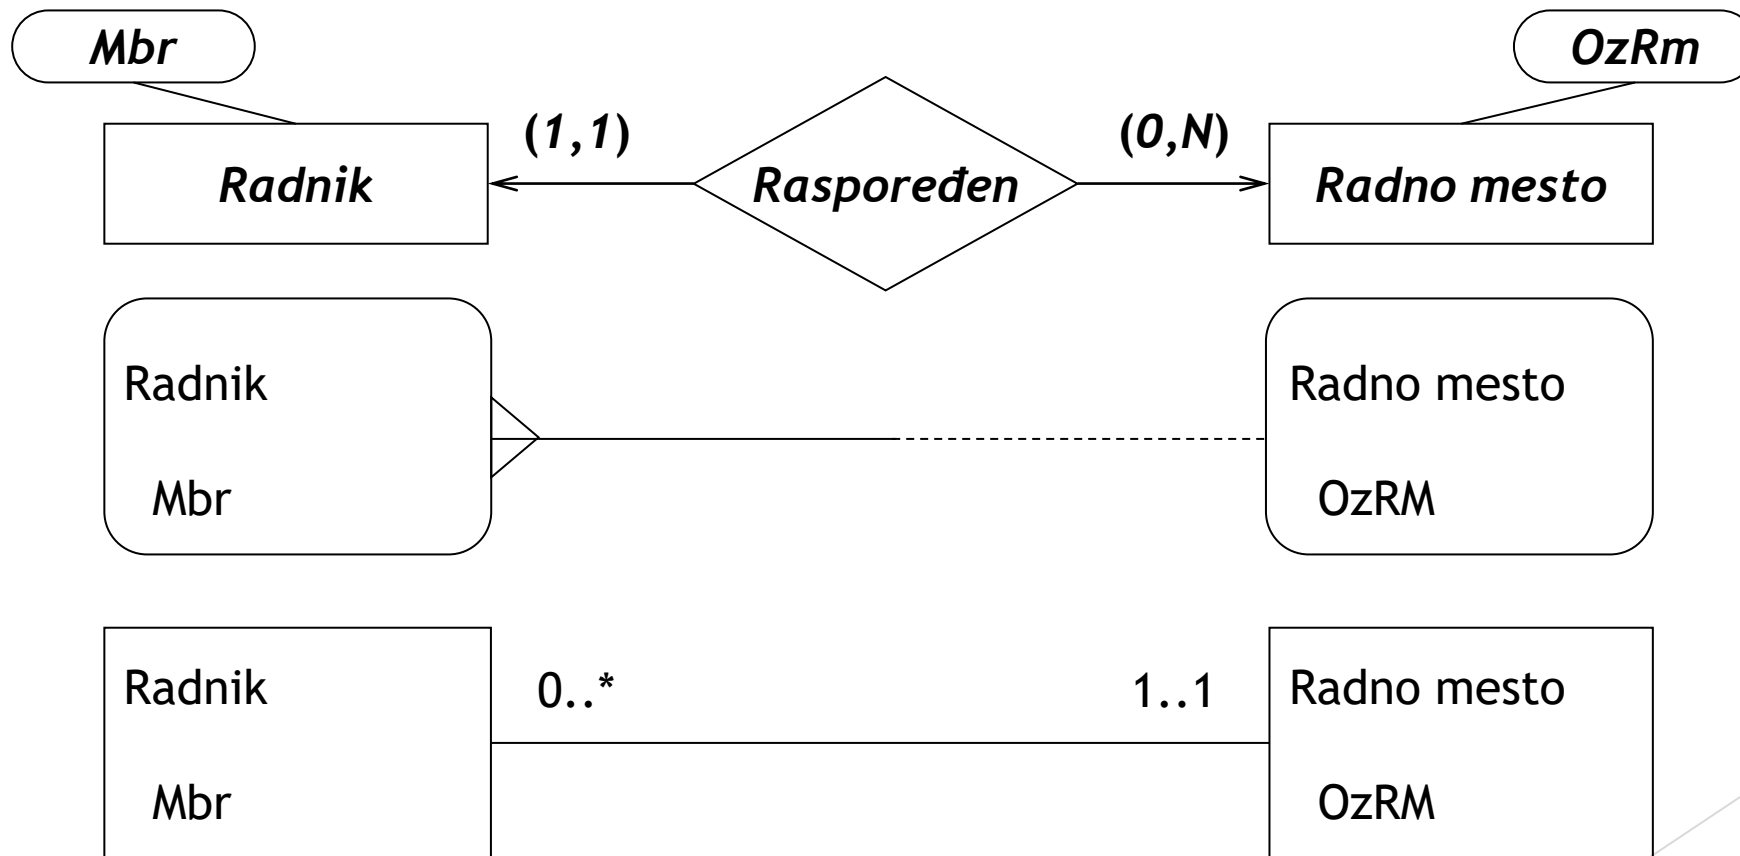 Mbr
OzRm
(1,1)
(0,N)
Radnik
Raspoređen
Radno mesto
Radnik
Radno mesto
Mbr
OzRM
Radnik
0..*
1..1
Radno mesto
Mbr
OzRM